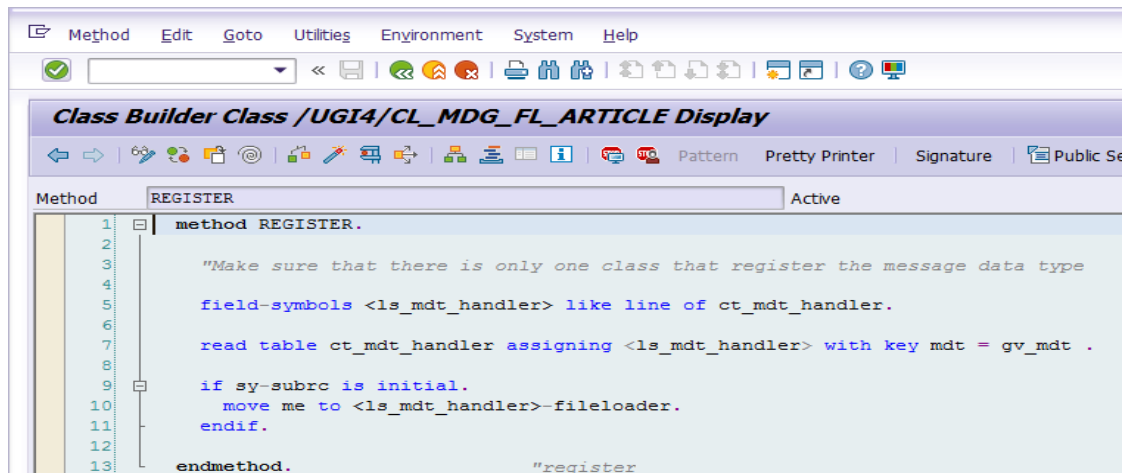 Method Edit Goto Utilities Environment System Help
Class Builder Class /UGI4/CL_MDG_FL_ARTICLE Display
Pattern Pretty Printer Signature Public Se
Method REGISTER Active
1 method REGISTER.
2
3 "Make sure that there is only one class that register the message data type
4
5 field-symbols <ls_mdt_handler> like line of ct_mdt_handler.
6
7 read table ct_mdt_handler assigning <ls_mdt_handler> with key mdt = gv_mdt .
8
9 if sy-subrc is initial.
10 move me to <ls_mdt_handler>-fileloader.
11 endif.
12
13 endmethod. "register